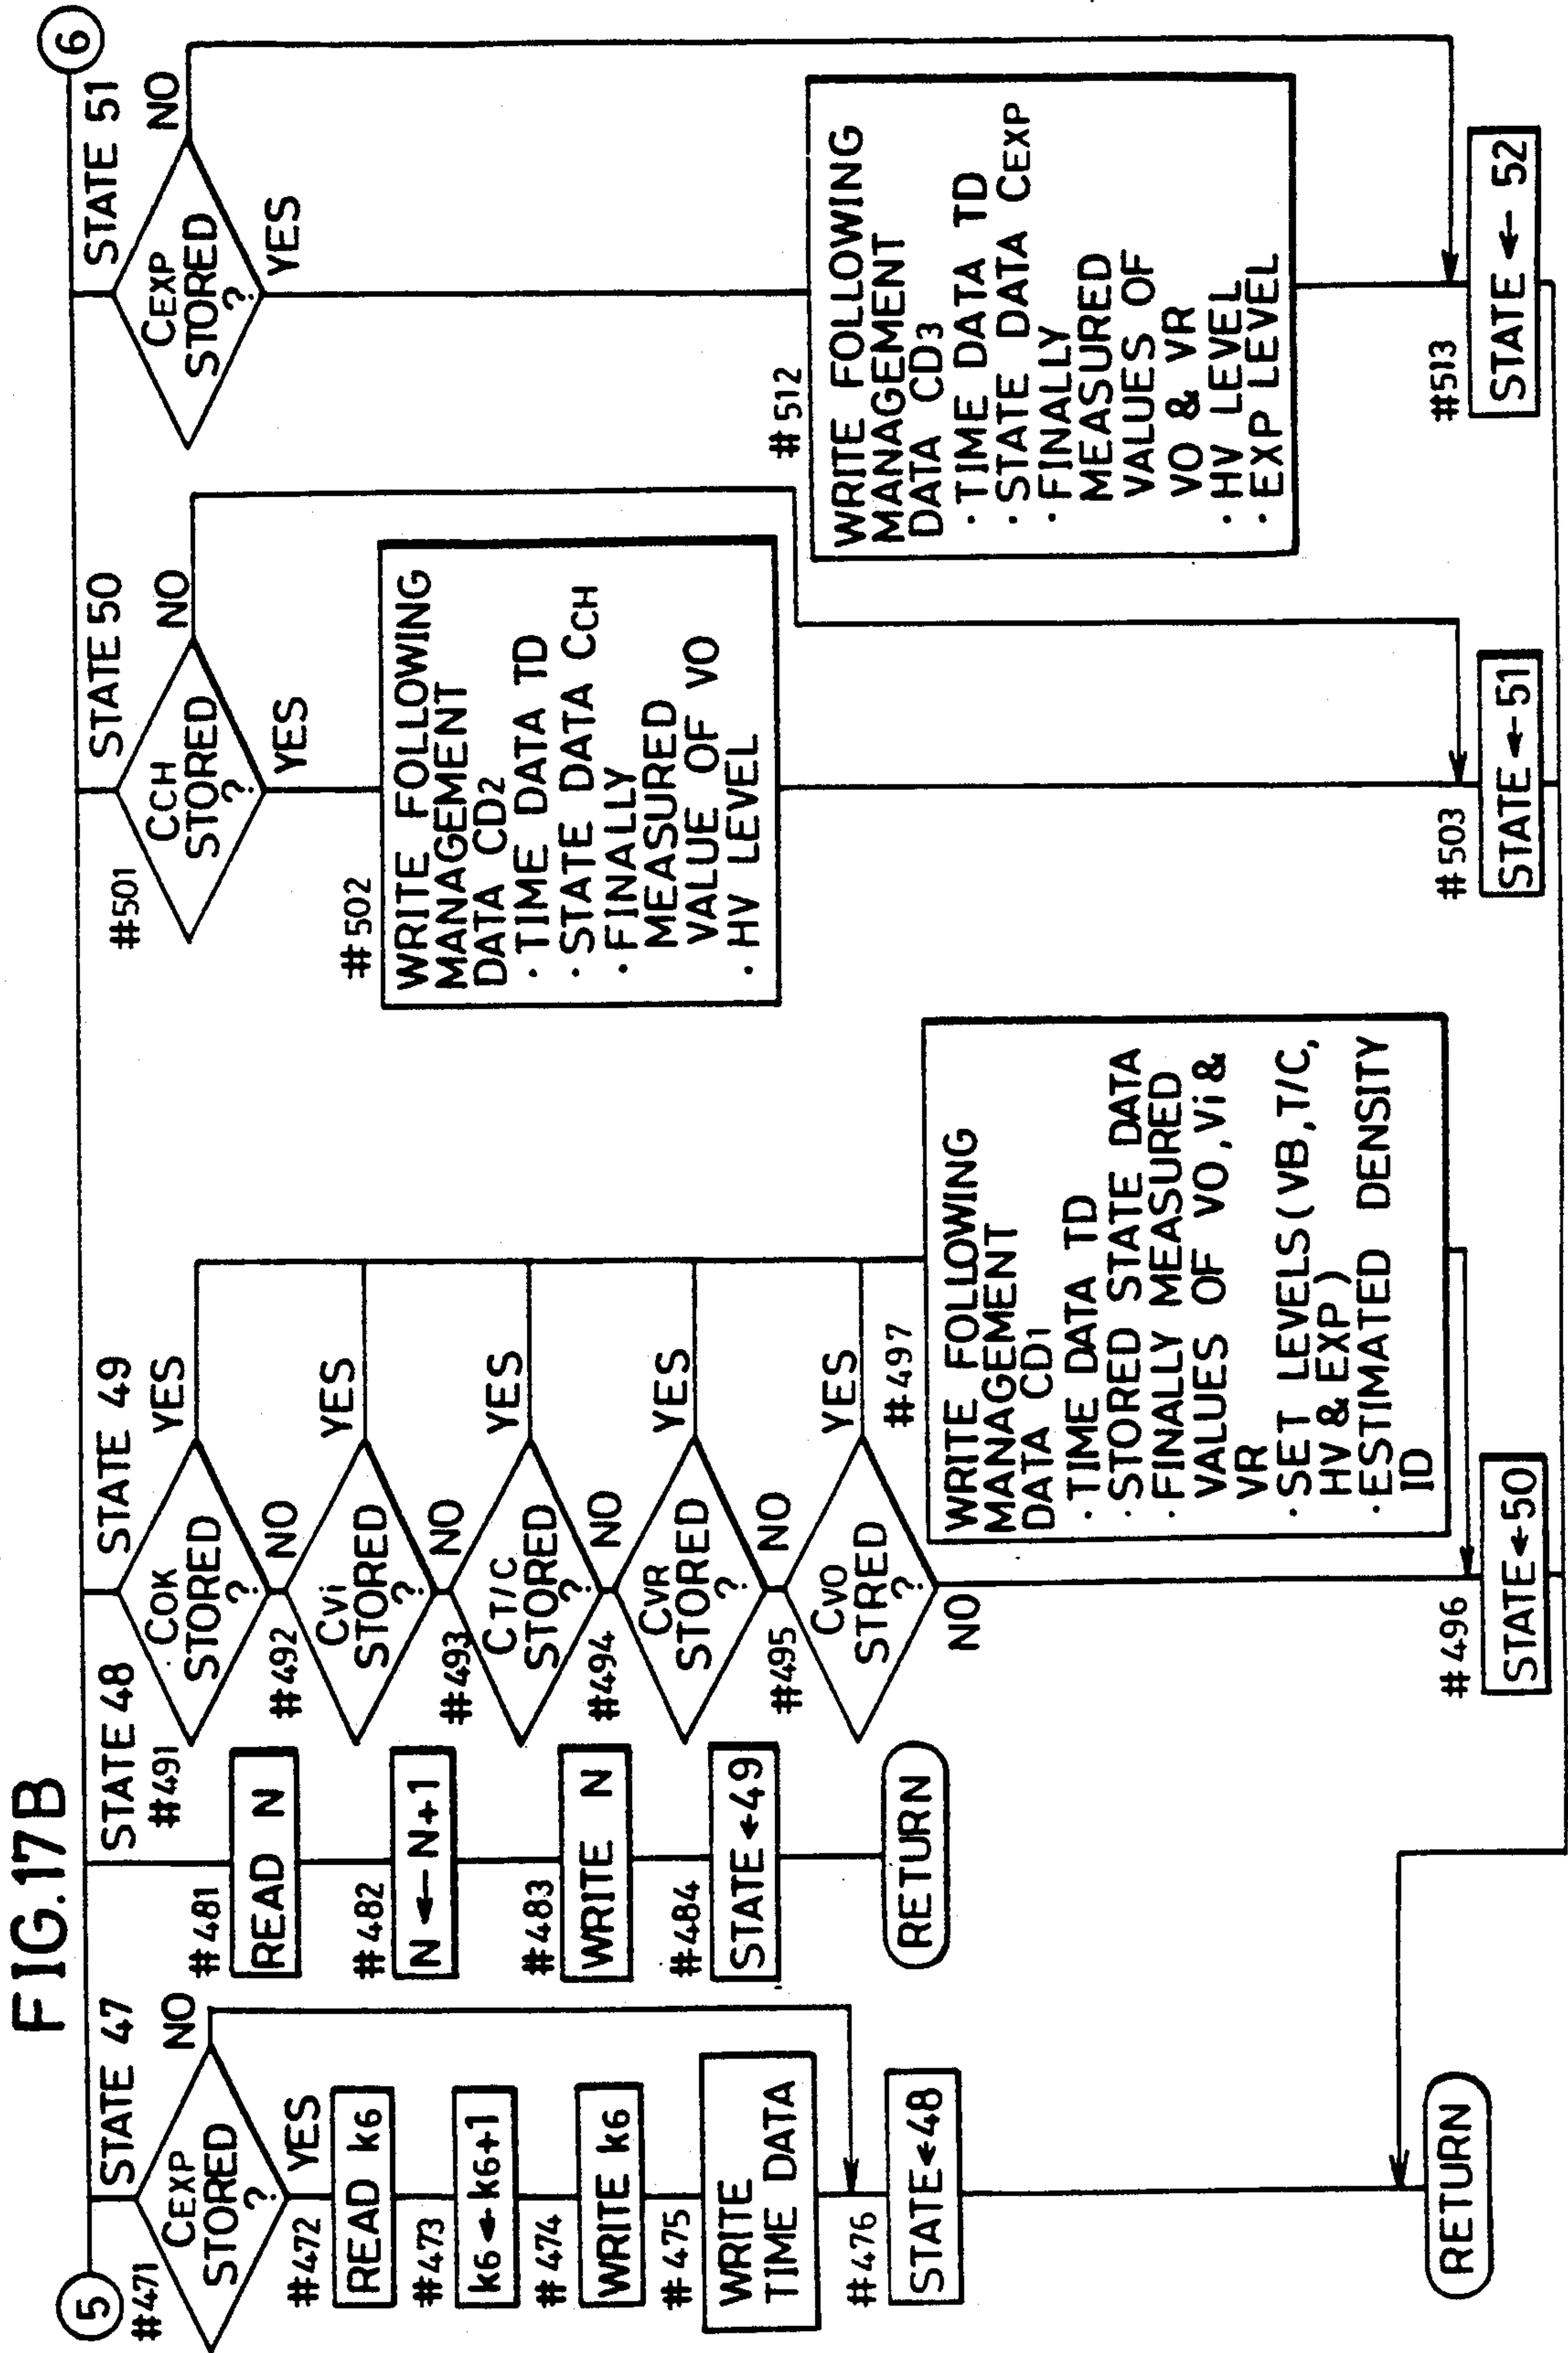 FIG.17B
5
STATE 47
#471
CEXP
STORED
?
NO
YES
#472
READ k6
#473
k6←k6+1
#474
WRITE k6
#475
WRITE
TIME DATA
#476
STATE←48
RETURN
STATE 48
#481
READ N
#482
N←N+1
#483
WRITE N
#484
STATE←49
RETURN
STATE 49
#491
COK
STORED
?
YES
NO
#492
CVi
STORED
?
YES
NO
#493
CT/C
STORED
?
YES
NO
#494
CVR
STORED
?
YES
NO
#495
CVO
STRED
?
YES
NO
#497
WRITE FOLLOWING
MANAGEMENT
DATA CD1
· TIME DATA TD
· STORED STATE DATA
· FINALLY MEASURED
VALUES OF VO,Vi&
VR
· SET LEVELS(VB,T/C,
HV&EXP)
· ESTIMATED DENSITY
ID
#496
STATE←50
STATE 50
#501
CCH
STORED
?
NO
YES
#502
WRITE FOLLOWING
MANAGEMENT
DATA CD2
· TIME DATA TD
· STATE DATA CCH
· FINALLY
MEASURED
VALUE OF VO
· HV LEVEL
#503
STATE←51
6
STATE 51
CEXP
STORED
?
NO
YES
#512
WRITE FOLLOWING
MANAGEMENT
DATA CD3
· TIME DATA TD
· STATE DATA CEXP
· FINALLY
MEASURED
VALUES OF
VO & VR
· HV LEVEL
· EXP LEVEL
#513
STATE ← 52